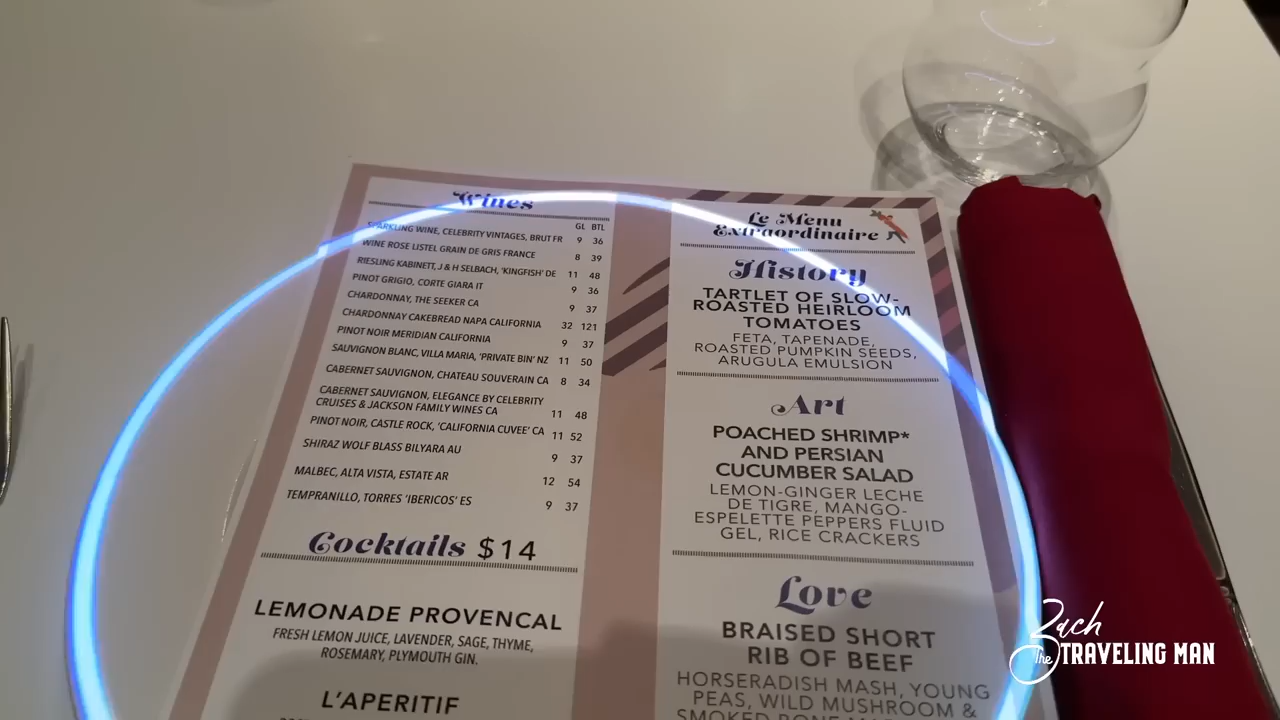 Wines
GL BTL
SPARKLING WINE, CELEBRITY VINTAGES, BRUT FR 9 36
WINE ROSE LISTEL GRAIN DE GRIS FRANCE 8 39
RIESLING KABINETT, J & H SELBACH, 'KINGFISH' DE 11 48
PINOT GRIGIO, CORTE GIARA IT 9 36
CHARDONNAY, THE SEEKER CA 9 37
CHARDONNAY CAKEBREAD NAPA CALIFORNIA 32 121
PINOT NOIR MERIDIAN CALIFORNIA 9 37
SAUVIGNON BLANC, VILLA MARIA, 'PRIVATE BIN' NZ 11 50
CABERNET SAUVIGNON, CHATEAU SOUVERAIN CA 8 34
CABERNET SAUVIGNON, ELEGANCE BY CELEBRITY
CRUISES & JACKSON FAMILY WINES CA 11 48
PINOT NOIR, CASTLE ROCK, 'CALIFORNIA CUVEE' CA 11 52
SHIRAZ WOLF BLASS BILYARA AU 9 37
MALBEC, ALTA VISTA, ESTATE AR 12 54
TEMPRANILLO, TORRES 'IBERICOS' ES 9 37
Cocktails $14
LEMONADE PROVENCAL
FRESH LEMON JUICE, LAVENDER, SAGE, THYME,
ROSEMARY, PLYMOUTH GIN.
L'APERITIF
Le Menu
Extraordinaire
History
TARTLET OF SLOW-
ROASTED HEIRLOOM
TOMATOES
FETA, TAPENADE,
ROASTED PUMPKIN SEEDS,
ARUGULA EMULSION
Art
POACHED SHRIMP*
AND PERSIAN
CUCUMBER SALAD
LEMON-GINGER LECHE
DE TIGRE, MANGO-
ESPELETTE PEPPERS FLUID
GEL, RICE CRACKERS
Love
BRAISED SHORT
RIB OF BEEF
HORSERADISH MASH, YOUNG
PEAS, WILD MUSHROOM &
Zach
The TRAVELING MAN